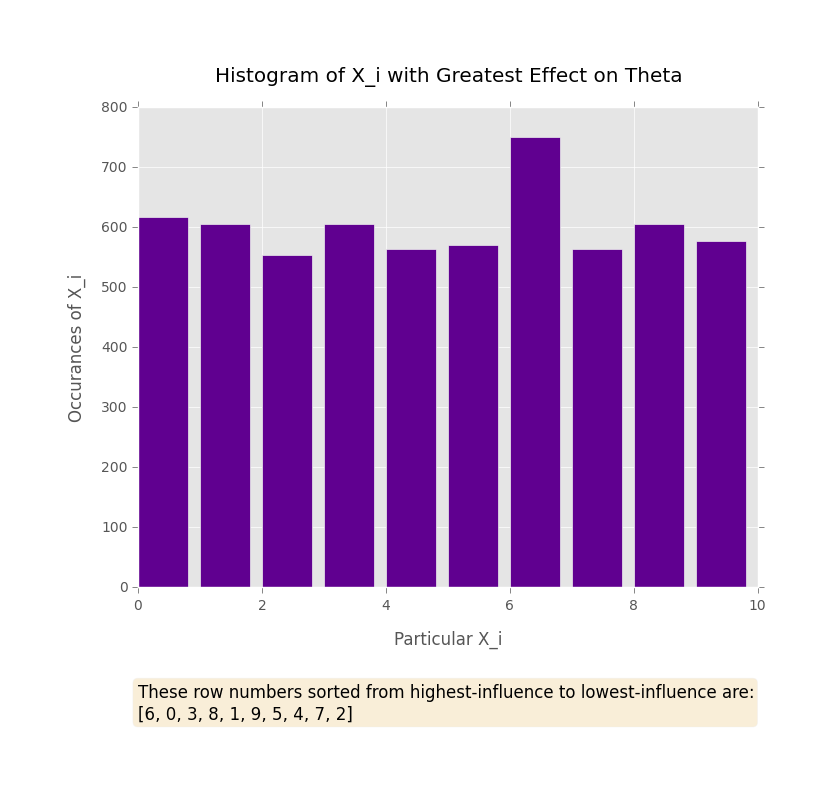 Histogram of X_i with Greatest Effect on Theta
800
700
600
500
400
300
200
100
0
Occurances of X_i
0 2 4 6 8 10
Particular X_i
These row numbers sorted from highest-influence to lowest-influence are:
[6, 0, 3, 8, 1, 9, 5, 4, 7, 2]